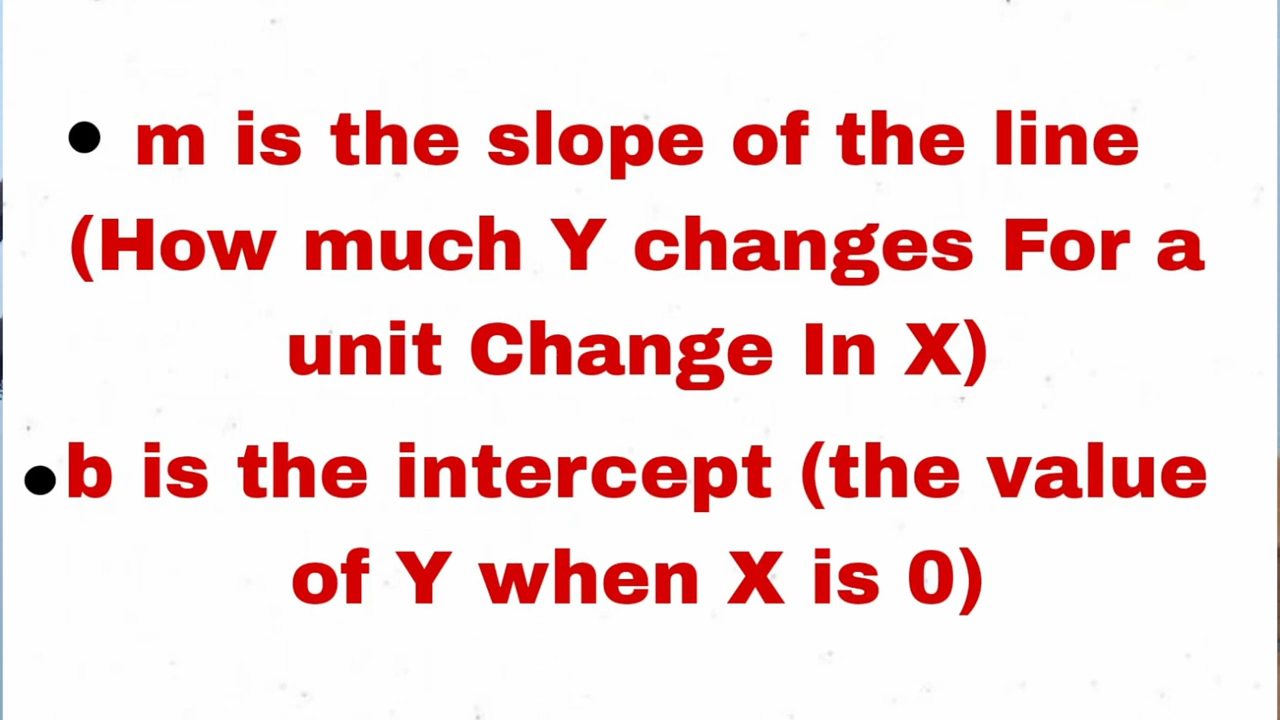 • m is the slope of the line
(How much Y changes For a
unit Change In X)
•b is the intercept (the value
of Y when X is 0)